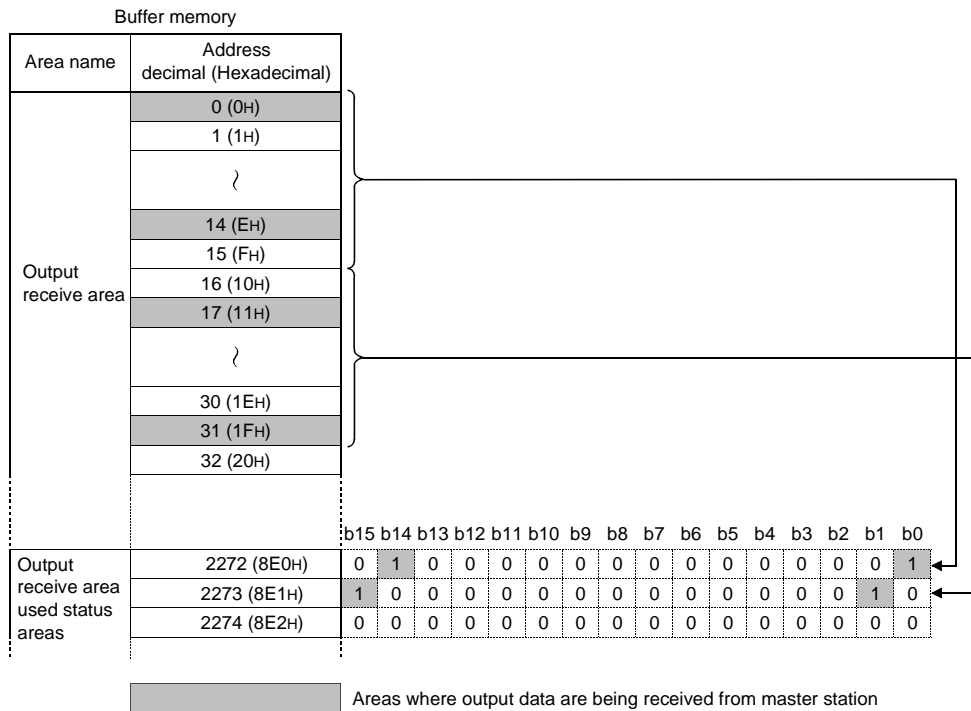 Buffer memory
Area name
Address
decimal (Hexadecimal)
0 (0H)
1 (1H)
14 (EH)
15 (FH)
Output
receive area
16 (10H)
17 (11H)
30 (1EH)
31 (1FH)
32 (20H)
b15 b14 b13 b12 b11 b10 b9 b8 b7 b6 b5 b4 b3 b2 b1 b0
Output
receive area
used status
areas
2272 (8E0H) 0 1 0 0 0 0 0 0 0 0 0 0 0 0 0 1
2273 (8E1H) 1 0 0 0 0 0 0 0 0 0 0 0 0 0 1 0
2274 (8E2H) 0 0 0 0 0 0 0 0 0 0 0 0 0 0 0 0
Areas where output data are being received from master station